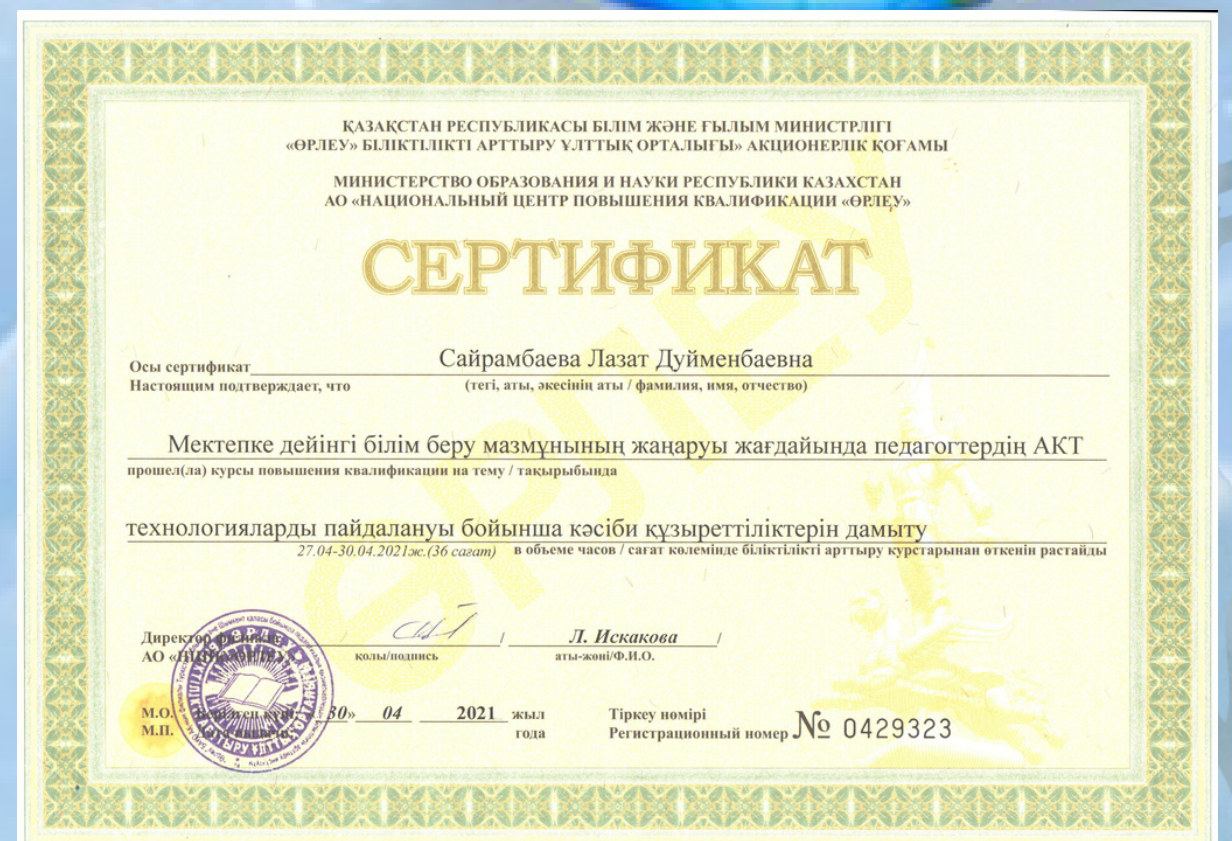 ҚАЗАҚСТАН РЕСПУБЛИКАСЫ БІЛІМ ЖӘНЕ ҒЫЛЫМ МИНИСТРЛІГІ
«ӨРЛЕУ» БІЛІКТІЛІКТІ АРТТЫРУ ҰЛТТЫҚ ОРТАЛЫҒЫ» АКЦИОНЕРЛІК ҚОҒАМЫ
МИНИСТЕРСТВО ОБРАЗОВАНИЯ И НАУКИ РЕСПУБЛИКИ КАЗАХСТАН
АО «НАЦИОНАЛЬНЫЙ ЦЕНТР ПОВЫШЕНИЯ КВАЛИФИКАЦИИ «ӨРЛЕУ»
СЕРТИФИКАТ
ӨРЛЕУ
Осы сертификат Сайрамбаева Лазат Дуйменбаевна
Настоящим подтверждает, что (тегі, аты, әкесінің аты / фамилия, имя, отчество)
Мектепке дейінгі білім беру мазмұнының жаңаруы жағдайында педагогтердің АКТ
прошел(ла) курсы повышения квалификации на тему / тақырыбында
технологияларды пайдалануы бойынша кәсіби құзыреттіліктерін дамыту
27.04-30.04.2021ж.(36 сағат) в объеме часов / сағат көлемінде біліктілікті арттыру курстарынан өткенін растайды
Директор / Л. Искакова /
АО колы/подпись аты-жөні/Ф.И.О.
М.О. 30» 04 2021 жыл Тіркеу нөмірі
М.П. года Регистрационный номер № 0429323